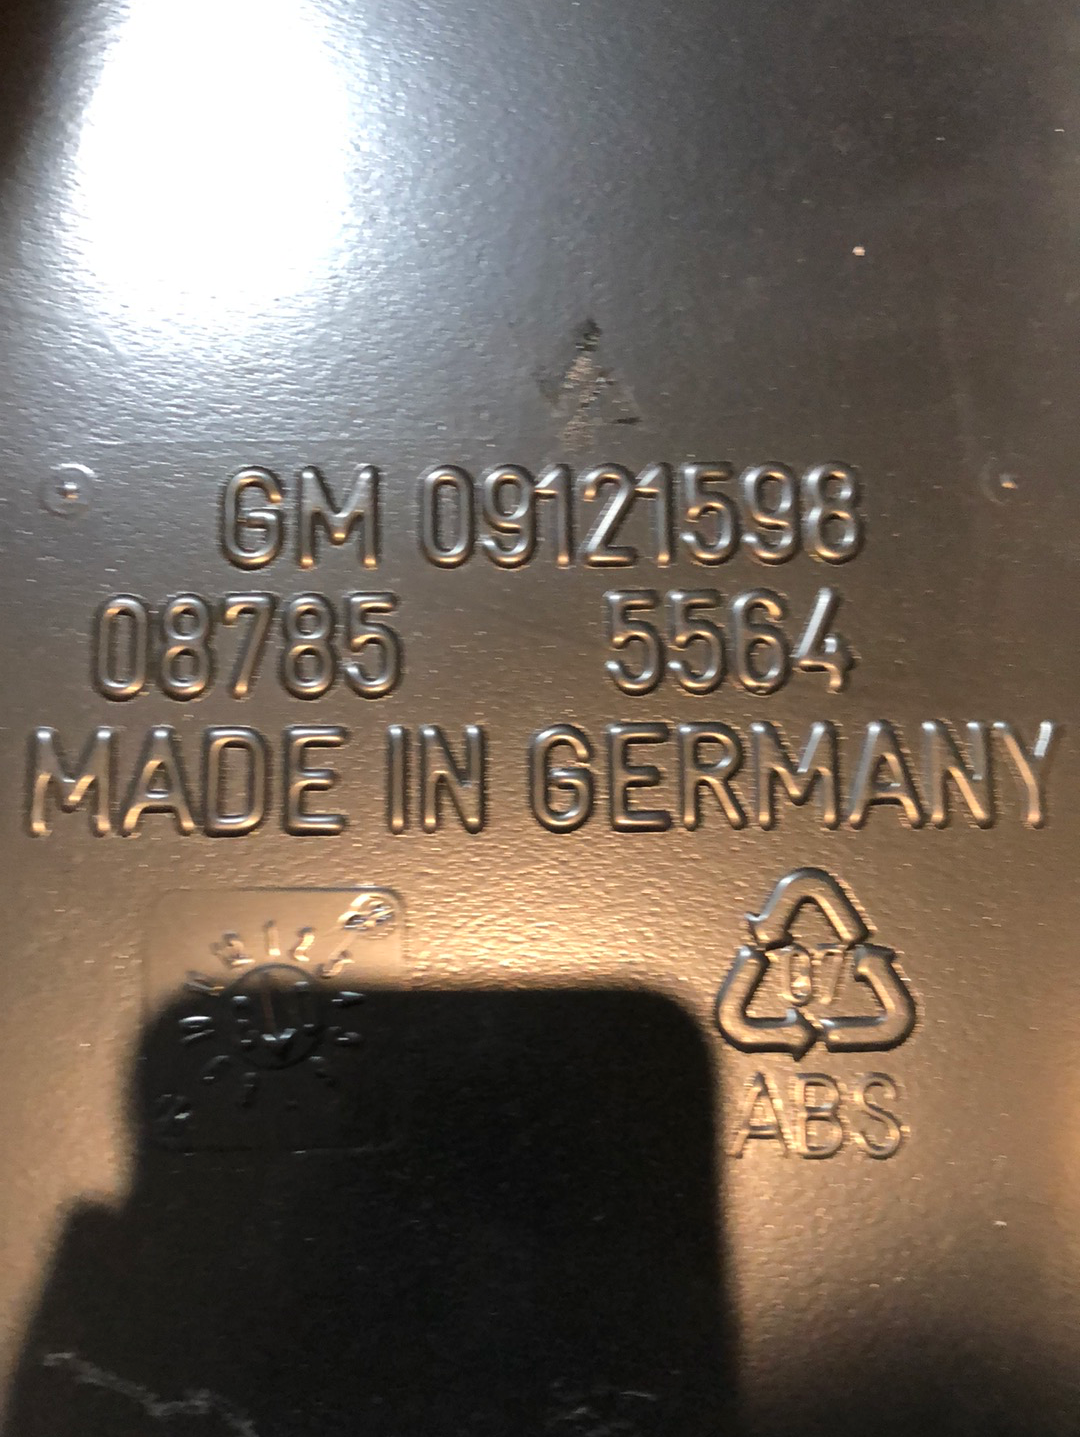 GM 09121598
08785 5564
MADE IN GERMANY
07
ABS